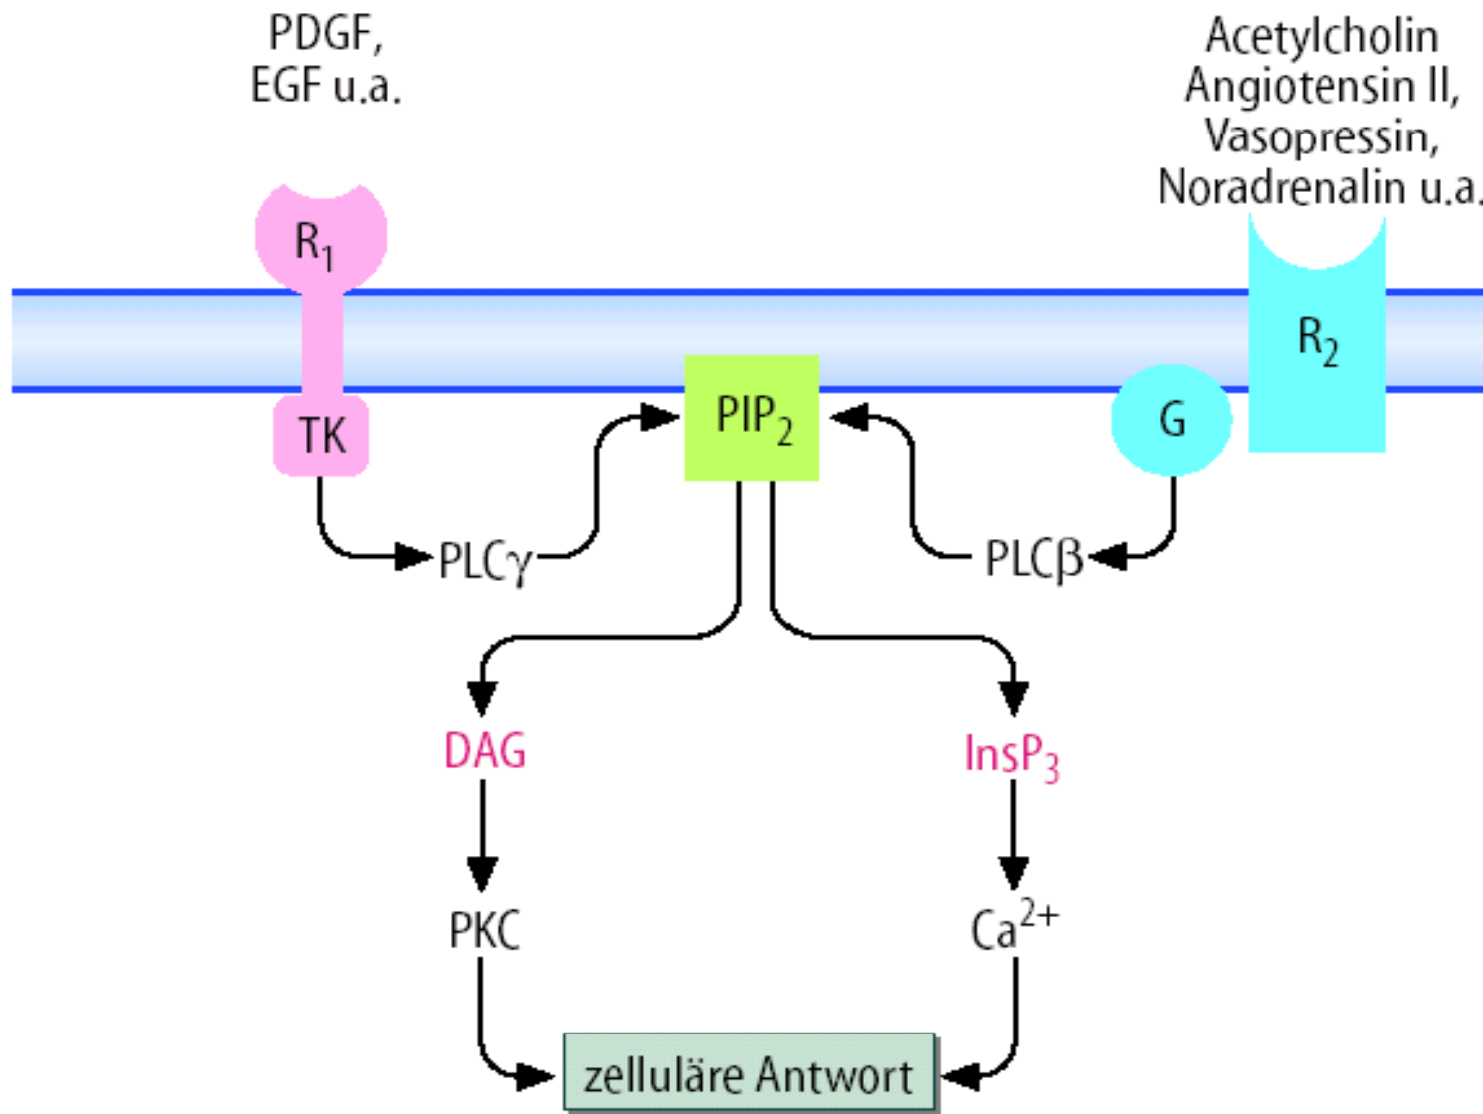 PDGF,
EGF u.a.
Acetylcholin
Angiotensin II,
Vasopressin,
Noradrenalin u.a.
R₁
R₂
TK
PIP₂
G
PLCγ
PLCβ
DAG
InsP₃
PKC
Ca²⁺
zelluläre Antwort